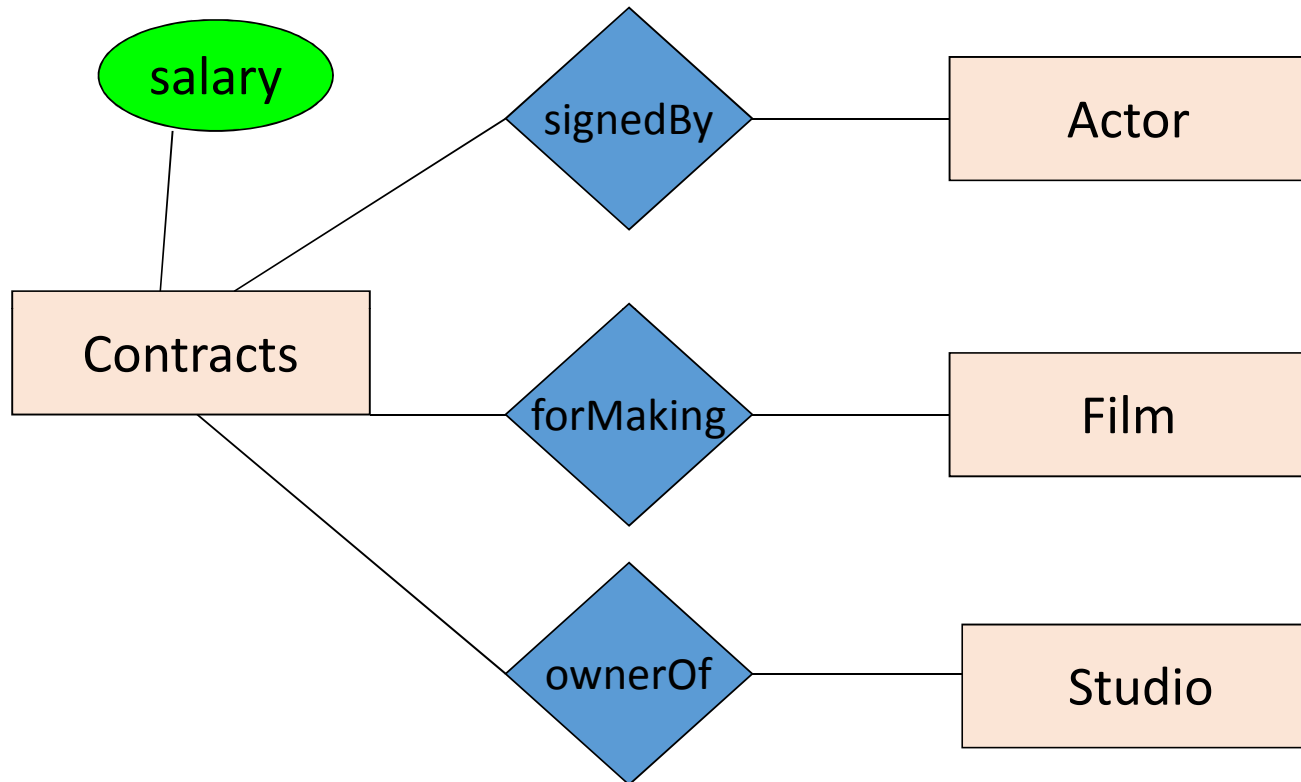 salary
signedBy
Actor
Contracts
forMaking
Film
ownerOf
Studio